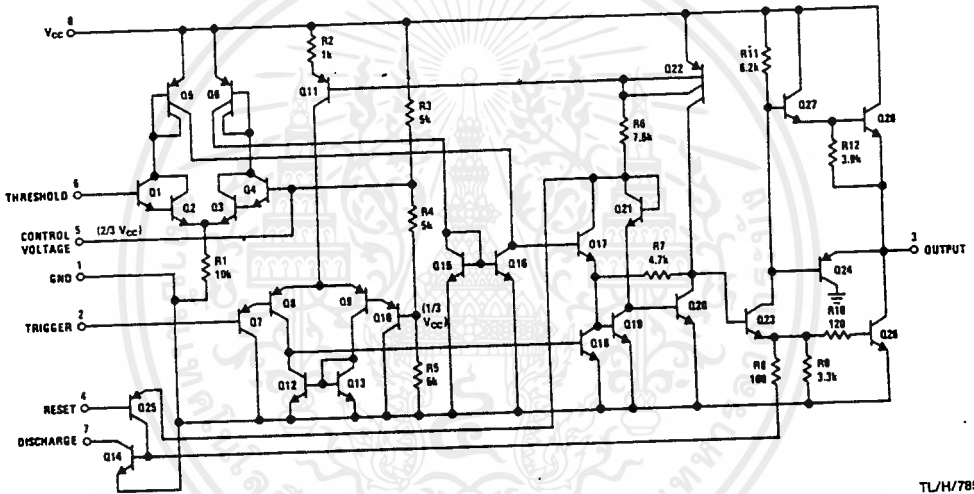 8
VCC
R2
1k
R11
6.2k
Q5
Q6
Q11
Q22
Q27
Q28
R3
5k
R6
7.5k
R12
3.9k
6
THRESHOLD
Q1
Q2
Q3
Q4
5
CONTROL
VOLTAGE
(2/3 VCC)
R4
5k
Q21
Q15
Q16
Q17
R7
4.7k
3
OUTPUT
1
GND
R1
10k
Q24
2
TRIGGER
Q7
Q8
Q9
Q10
(1/3
VCC)
Q18
Q19
Q20
Q23
R10
120
Q26
Q12
Q13
R5
5k
R8
100
R9
3.3k
4
RESET
Q25
7
DISCHARGE
Q14
TL/H/785